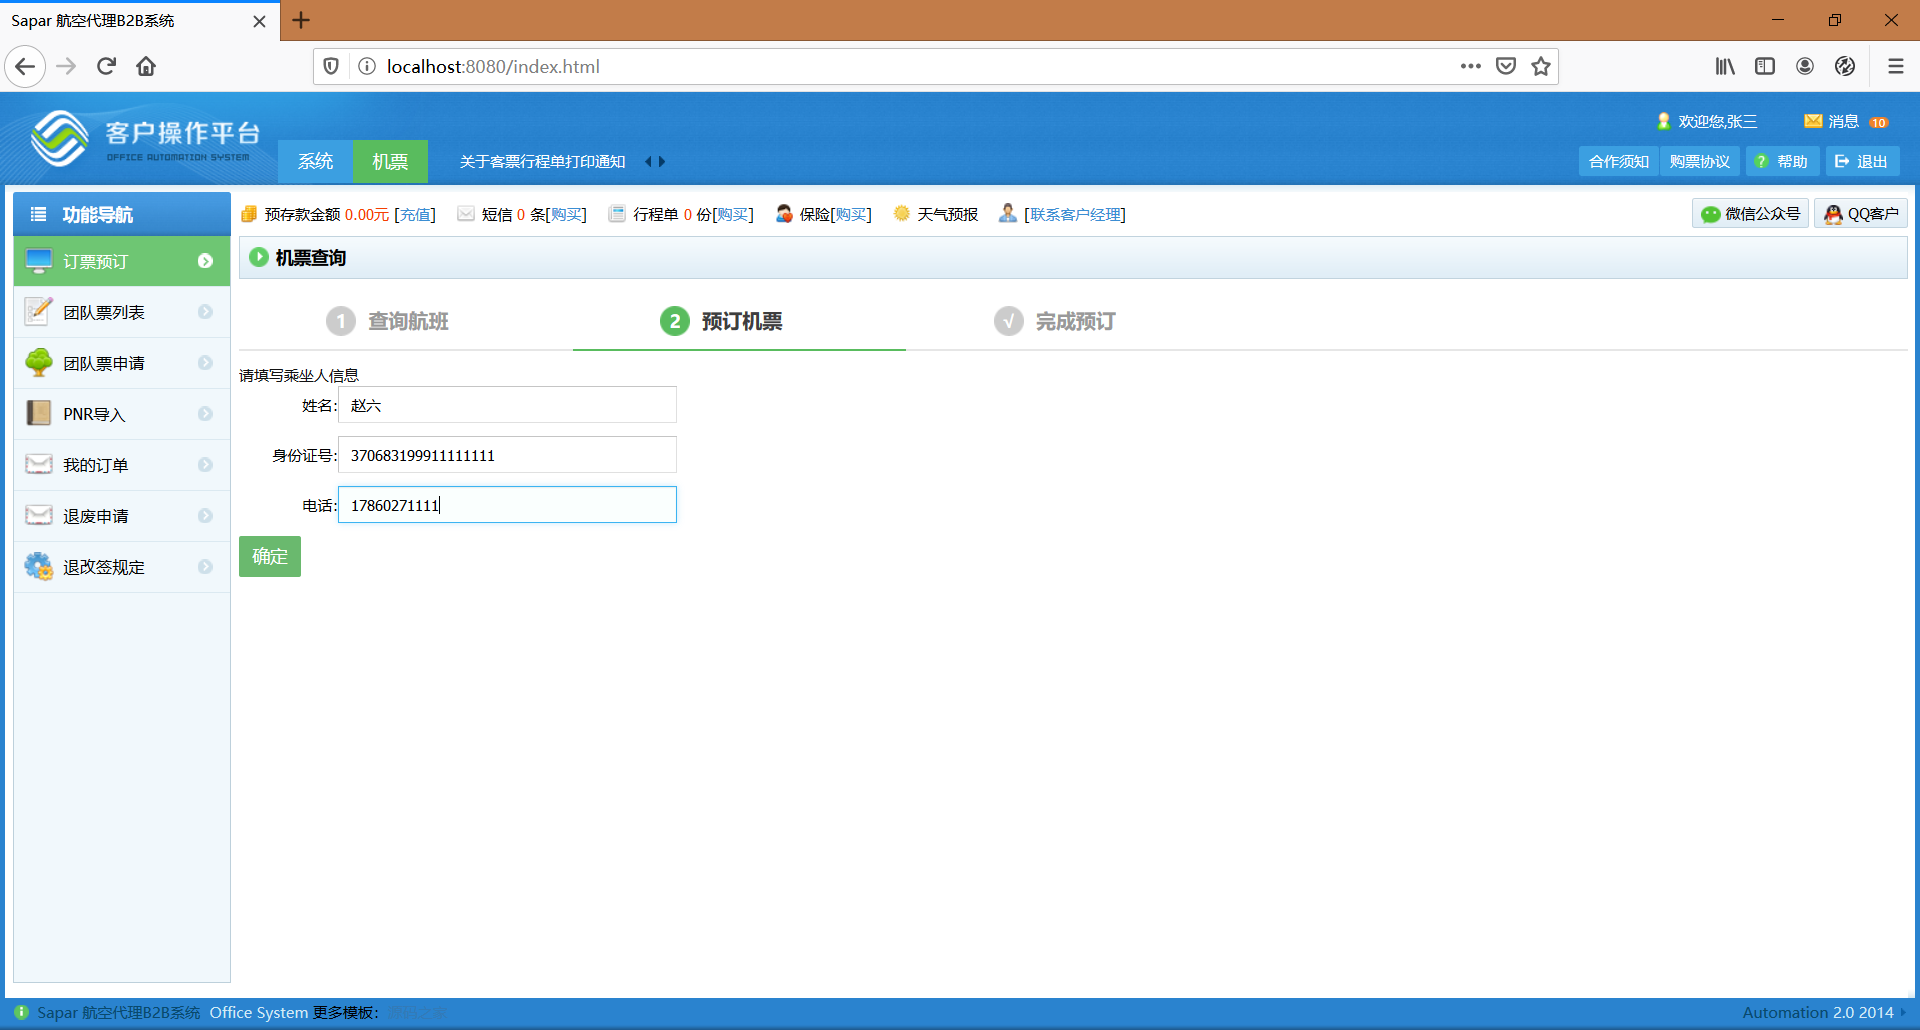 Sapar 航空代理B2B系统
localhost:8080/index.html
客户操作平台
OFFICE AUTOMATION SYSTEM
系统 机票 关于客票行程单打印通知
欢迎您,张三 消息 10
合作须知 购票协议 ? 帮助 退出
功能导航
预存款金额 0.00元 [充值] 短信 0 条[购买] 行程单 0 份[购买] 保险[购买] 天气预报 [联系客户经理] 微信公众号 QQ客户
订票预订
团队票列表
团队票申请
PNR导入
我的订单
退废申请
退改签规定
机票查询
1 查询航班 2 预订机票 √ 完成预订
请填写乘坐人信息
姓名: 赵六
身份证号: 370683199911111111
电话: 17860271111
确定
Sapar 航空代理B2B系统 Office System 更多模板: 源码之家
Automation 2.0 2014